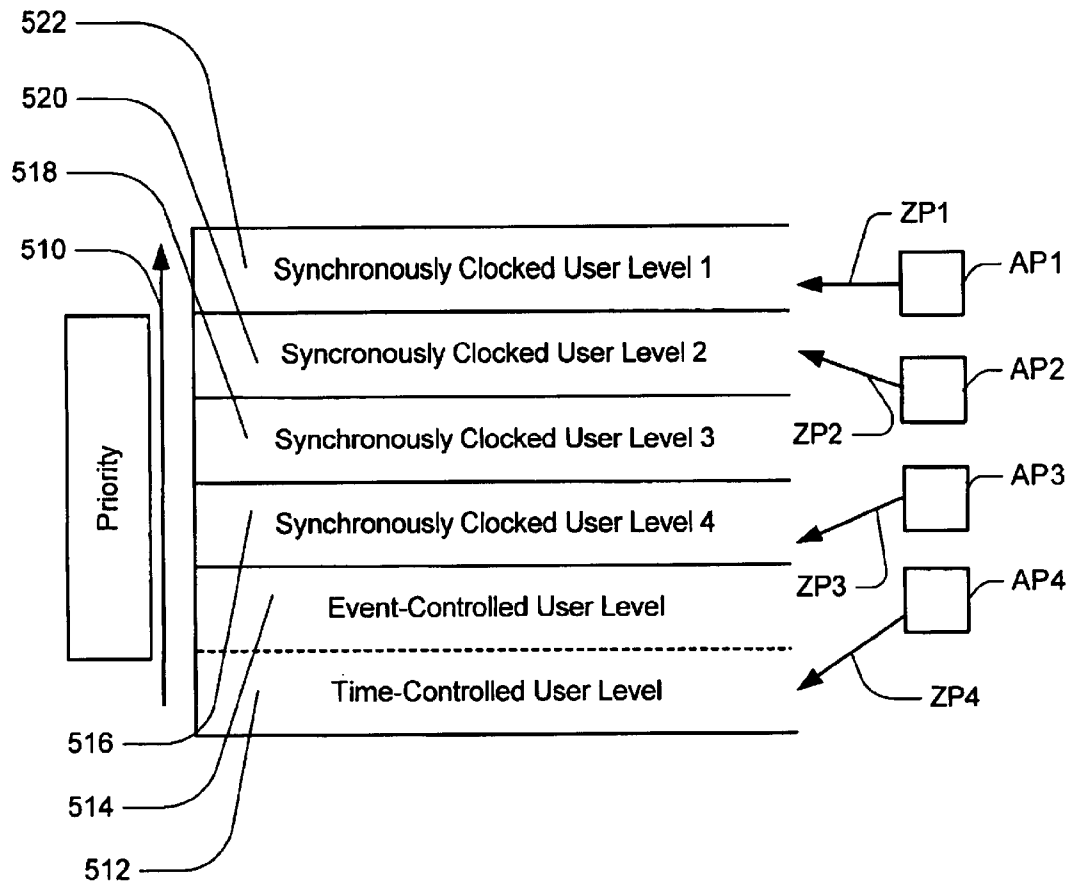 522
520
518
510
Priority
Synchronously Clocked User Level 1
Syncronously Clocked User Level 2
Synchronously Clocked User Level 3
Synchronously Clocked User Level 4
Event-Controlled User Level
Time-Controlled User Level
ZP1
AP1
AP2
ZP2
AP3
ZP3
AP4
ZP4
516
514
512